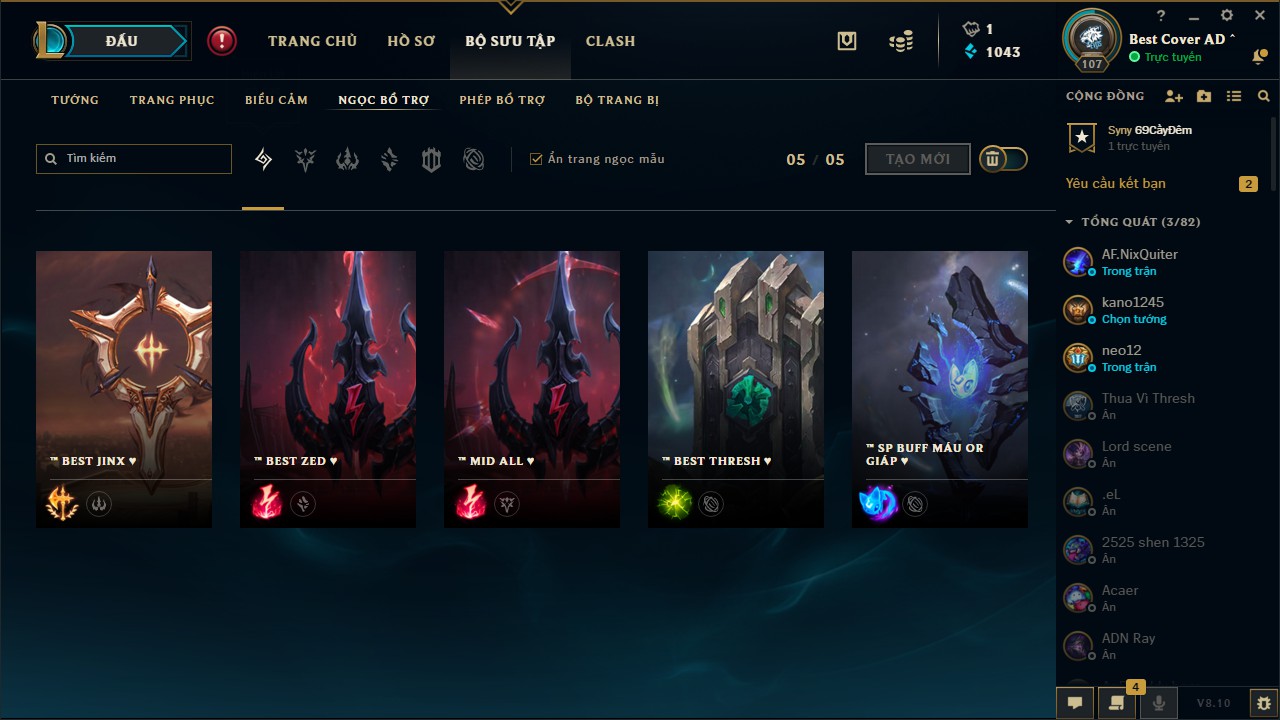 ĐẤU
TRANG CHỦ
HỒ SƠ
BỘ SƯU TẬP
CLASH
1
1043
107
?
Best Cover AD
Trực tuyến
TƯỚNG
TRANG PHỤC
BIỂU CẢM
NGỌC BỔ TRỢ
PHÉP BỔ TRỢ
BỘ TRANG BỊ
CỘNG ĐỒNG
Tìm kiếm
Ẩn trang ngọc mẫu
05 / 05
TẠO MỚI
Syny 69CầyĐêm
1 trực tuyến
Yêu cầu kết bạn
2
TỔNG QUÁT (3/82)
AF.NixQuiter
Trong trận
kano1245
Chọn tướng
neo12
Trong trận
Thua Vì Thresh
Ẩn
Lord scene
Ẩn
.eL
Ẩn
2525 shen 1325
Ẩn
Acaer
Ẩn
ADN Ray
Ẩn
™ BEST JINX ♥
™ BEST ZED ♥
™ MID ALL ♥
™ BEST THRESH ♥
™ SP BUFF MÁU OR
GIÁP ♥
4
V8.10